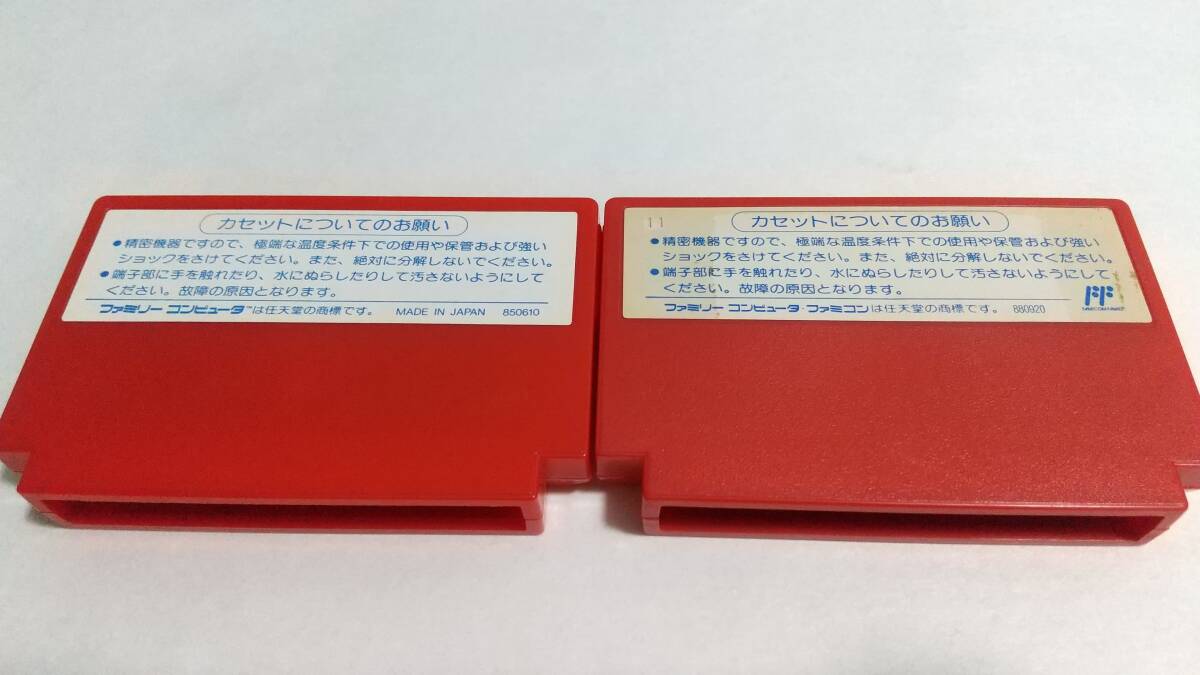 カセットについてのお願い
●精密機器ですので、極端な温度条件下での使用や保管および強い
ショックをさけてください。また、絶対に分解しないでください。
●端子部に手を触れたり、水にぬらしたりして汚さないようにして
ください。故障の原因となります。
ファミリー コンピュータ™は任天堂の商標です。 MADE IN JAPAN 850610
11
カセットについてのお願い
●精密機器ですので、極端な温度条件下での使用や保管および強い
ショックをさけてください。また、絶対に分解しないでください。
●端子部に手を触れたり、水にぬらしたりして汚さないようにして
ください。故障の原因となります。
ファミリー コンピュータ・ファミコンは任天堂の商標です。 880920